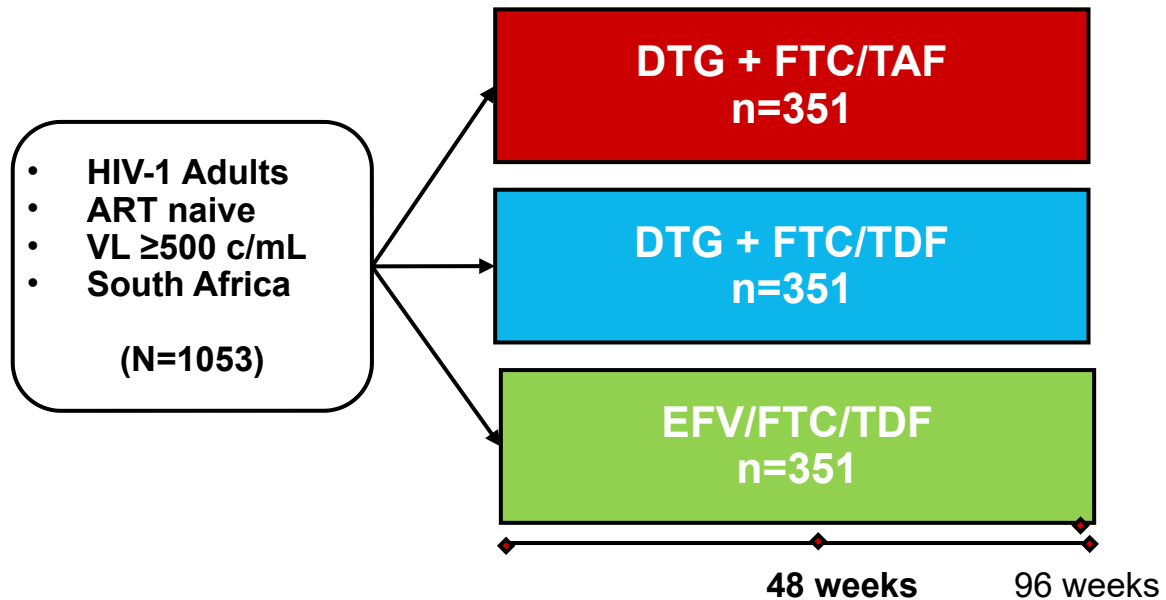 • HIV-1 Adults
• ART naive
• VL ≥500 c/mL
• South Africa
(N=1053)
DTG + FTC/TAF
n=351
DTG + FTC/TDF
n=351
EFV/FTC/TDF
n=351
48 weeks
96 weeks